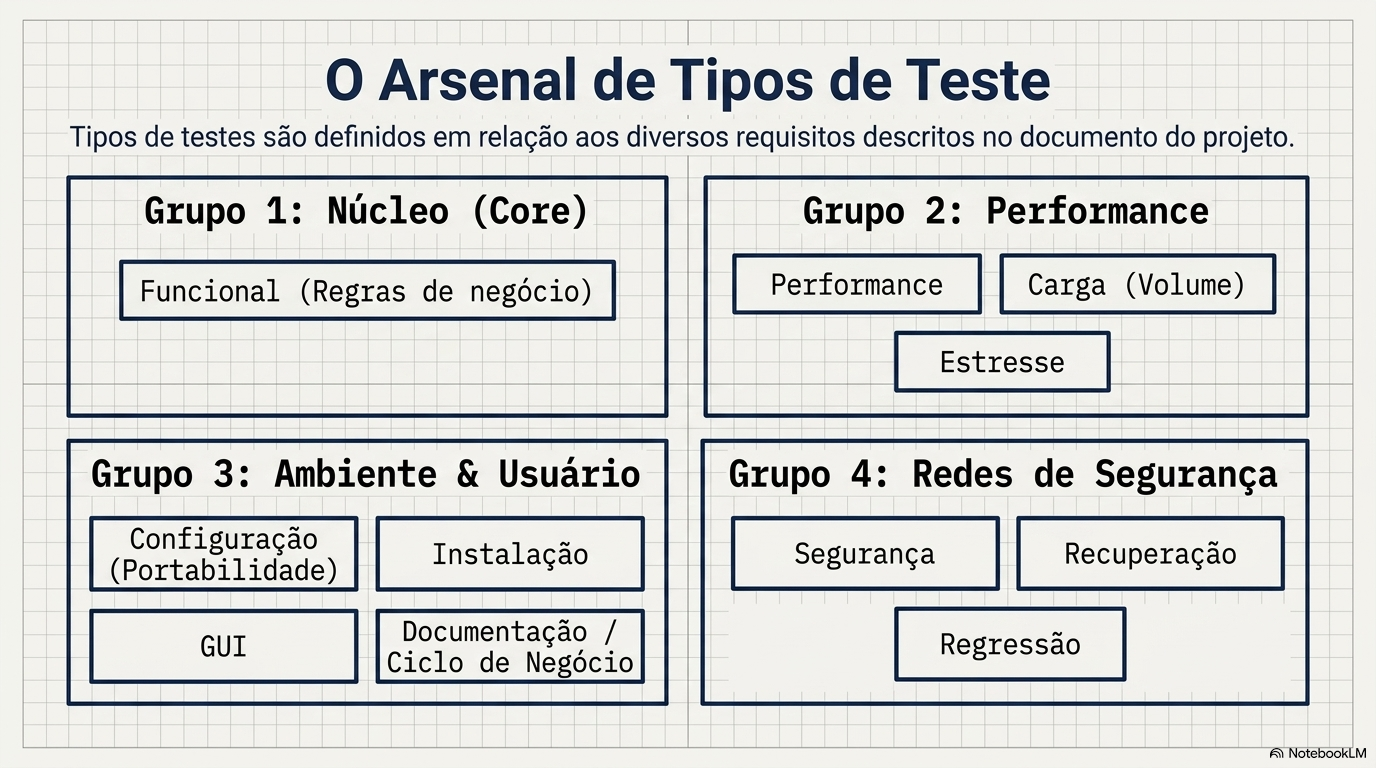 O Arsenal de Tipos de Teste
Tipos de testes são definidos em relação aos diversos requisitos descritos no documento do projeto.
Grupo 1: Núcleo (Core)
Funcional (Regras de negócio)
Grupo 2: Performance
Performance
Carga (Volume)
Estresse
Grupo 3: Ambiente & Usuário
Configuração
(Portabilidade)
Instalação
GUI
Documentação /
Ciclo de Negócio
Grupo 4: Redes de Segurança
Segurança
Recuperação
Regressão
NotebookLM